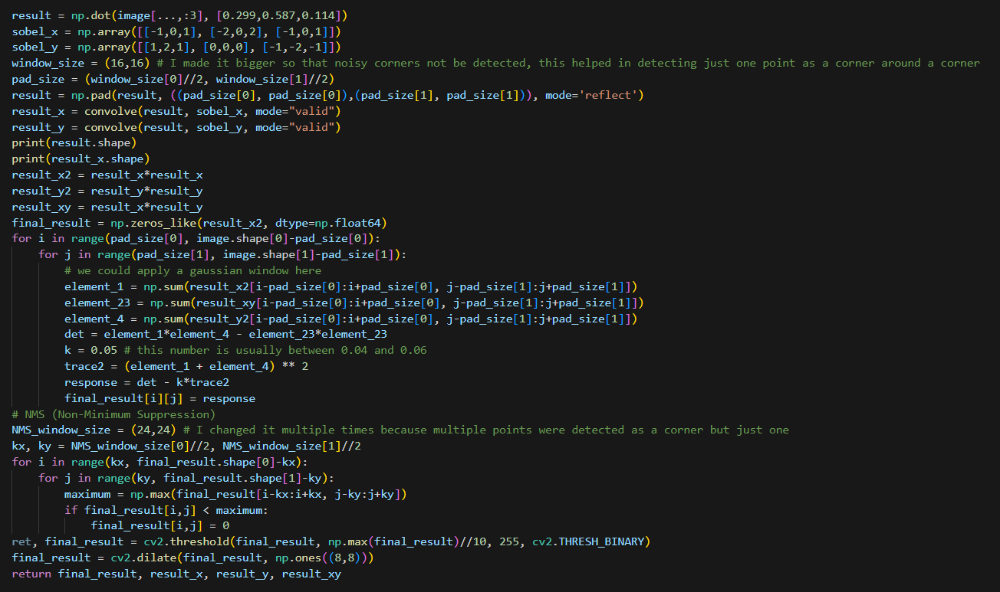 result = np.dot(image[...,:3], [0.299,0.587,0.114])
sobel_x = np.array([[-1,0,1], [-2,0,2], [-1,0,1]])
sobel_y = np.array([[1,2,1], [0,0,0], [-1,-2,-1]])
window_size = (16,16) # I made it bigger so that noisy corners not be detected, this helped in detecting just one point as a corner around a corner
pad_size = (window_size[0]//2, window_size[1]//2)
result = np.pad(result, ((pad_size[0], pad_size[0]),(pad_size[1], pad_size[1])), mode='reflect')
result_x = convolve(result, sobel_x, mode="valid")
result_y = convolve(result, sobel_y, mode="valid")
print(result.shape)
print(result_x.shape)
result_x2 = result_x*result_x
result_y2 = result_y*result_y
result_xy = result_x*result_y
final_result = np.zeros_like(result_x2, dtype=np.float64)
for i in range(pad_size[0], image.shape[0]-pad_size[0]):
    for j in range(pad_size[1], image.shape[1]-pad_size[1]):
        # we could apply a gaussian window here
        element_1 = np.sum(result_x2[i-pad_size[0]:i+pad_size[0], j-pad_size[1]:j+pad_size[1]])
        element_23 = np.sum(result_xy[i-pad_size[0]:i+pad_size[0], j-pad_size[1]:j+pad_size[1]])
        element_4 = np.sum(result_y2[i-pad_size[0]:i+pad_size[0], j-pad_size[1]:j+pad_size[1]])
        det = element_1*element_4 - element_23*element_23
        k = 0.05 # this number is usually between 0.04 and 0.06
        trace2 = (element_1 + element_4) ** 2
        response = det - k*trace2
        final_result[i][j] = response
# NMS (Non-Minimum Suppression)
NMS_window_size = (24,24) # I changed it multiple times because multiple points were detected as a corner but just one
kx, ky = NMS_window_size[0]//2, NMS_window_size[1]//2
for i in range(kx, final_result.shape[0]-kx):
    for j in range(ky, final_result.shape[1]-ky):
        maximum = np.max(final_result[i-kx:i+kx, j-ky:j+ky])
        if final_result[i,j] < maximum:
            final_result[i,j] = 0
ret, final_result = cv2.threshold(final_result, np.max(final_result)//10, 255, cv2.THRESH_BINARY)
final_result = cv2.dilate(final_result, np.ones((8,8)))
return final_result, result_x, result_y, result_xy